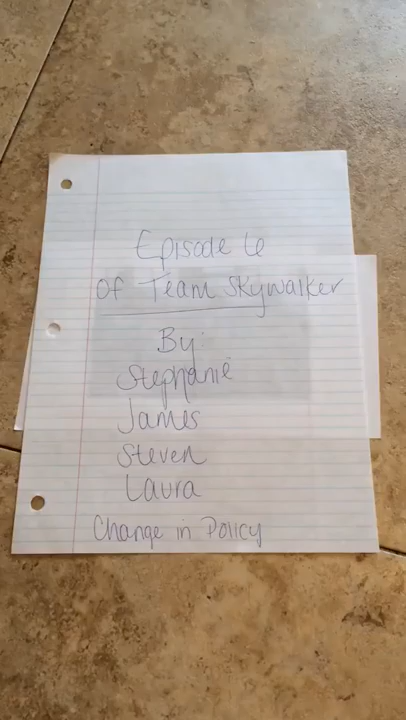 Episode 6
of Team Skywalker
By:
Stephanie
James
Steven
Laura
Change in Policy